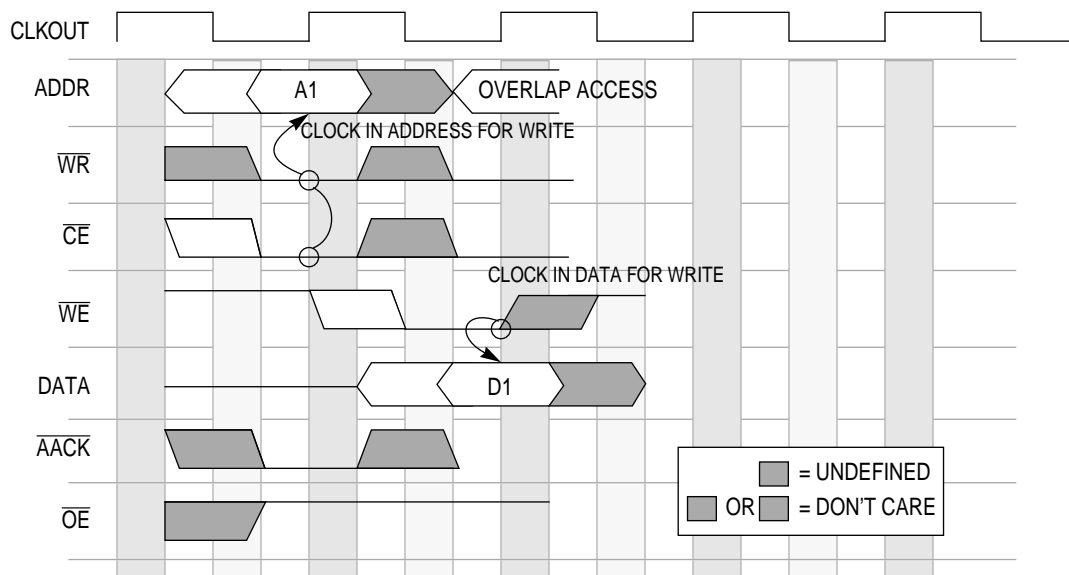 CLKOUT
ADDR
A1
OVERLAP ACCESS
CLOCK IN ADDRESS FOR WRITE
WR
CE
CLOCK IN DATA FOR WRITE
WE
DATA
D1
AACK
= UNDEFINED
OR = DON'T CARE
OE